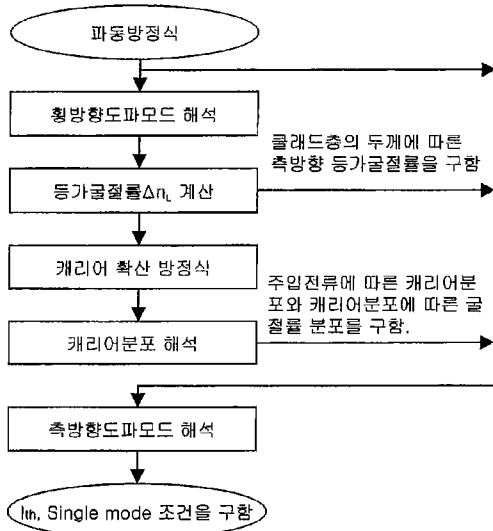 파동방정식
횡방향도파모드 해석
클래드층의 두께에 따른
측방향 등가굴절률을 구함
등가굴절률Δn_L 계산
캐리어 확산 방정식
주입전류에 따른 캐리어분
포와 캐리어분포에 따른 굴
절률 분포를 구함.
캐리어분포 해석
측방향도파모드 해석
I_th, Single mode 조건을 구함